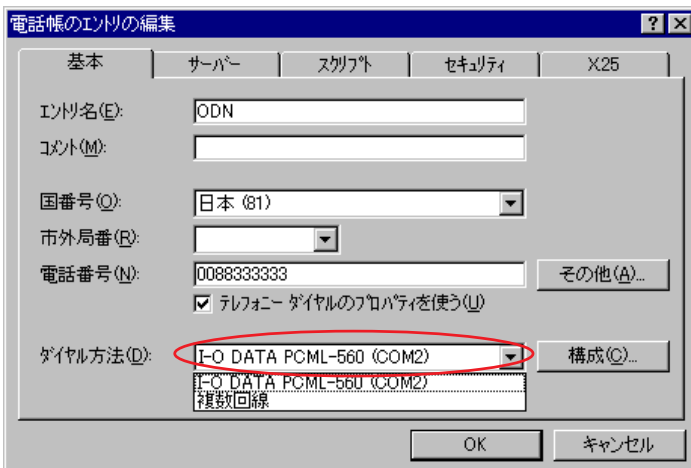 電話帳のエントリの編集
基本 サーバー スクリプト セキュリティ X.25
エントリ名(E): ODN
コメント(M):
国番号(O): 日本 (81)
市外局番(R):
電話番号(N): 0088333333 その他(A)...
テレフォニー ダイヤルのプロパティを使う(U)
ダイヤル方法(D): I-O DATA PCML-560 (COM2) 構成(C)...
I-O DATA PCML-560 (COM2)
複数回線
OK キャンセル